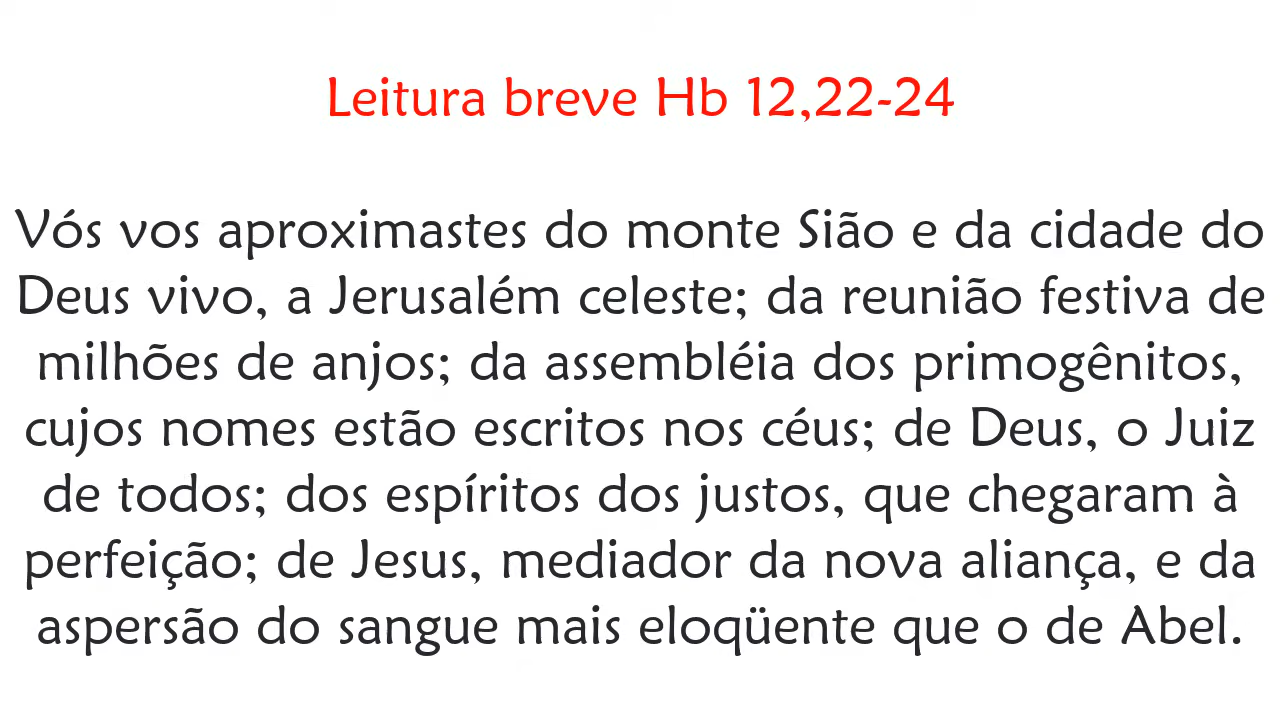 Leitura breve Hb 12,22-24
Vós vos aproximastes do monte Sião e da cidade do
Deus vivo, a Jerusalém celeste; da reunião festiva de
milhões de anjos; da assembléia dos primogênitos,
cujos nomes estão escritos nos céus; de Deus, o Juiz
de todos; dos espíritos dos justos, que chegaram à
perfeição; de Jesus, mediador da nova aliança, e da
aspersão do sangue mais eloqüente que o de Abel.